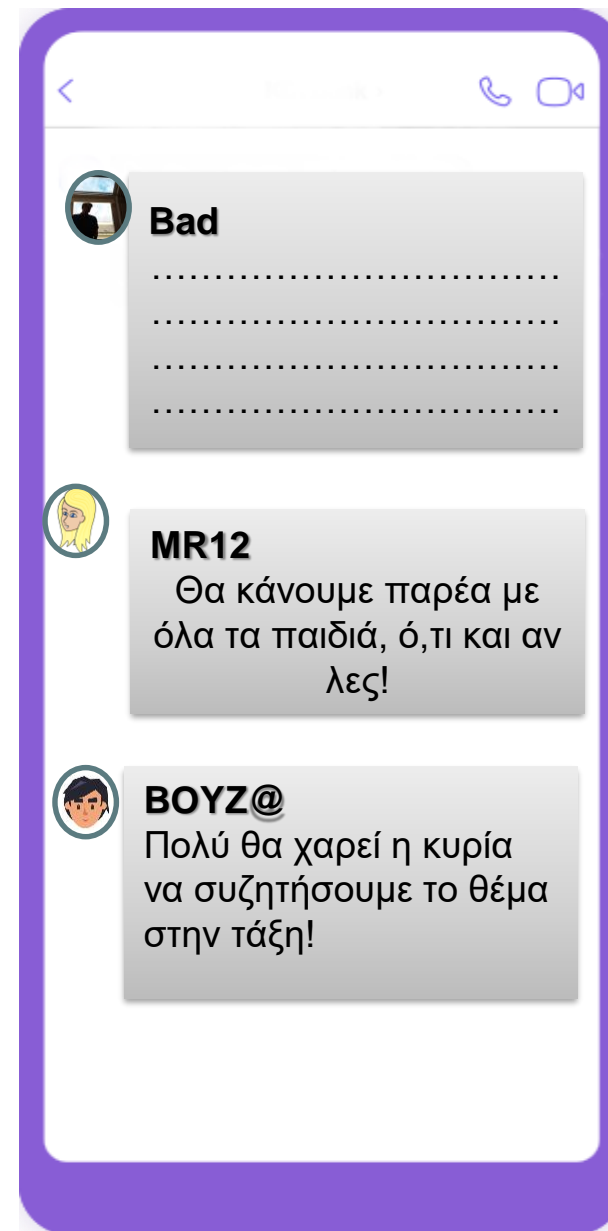 Bad
……………………………
……………………………
……………………………
……………………………
MR12
Θα κάνουμε παρέα με
όλα τα παιδιά, ό,τι και αν
λες!
BOYZ@
Πολύ θα χαρεί η κυρία
να συζητήσουμε το θέμα
στην τάξη!